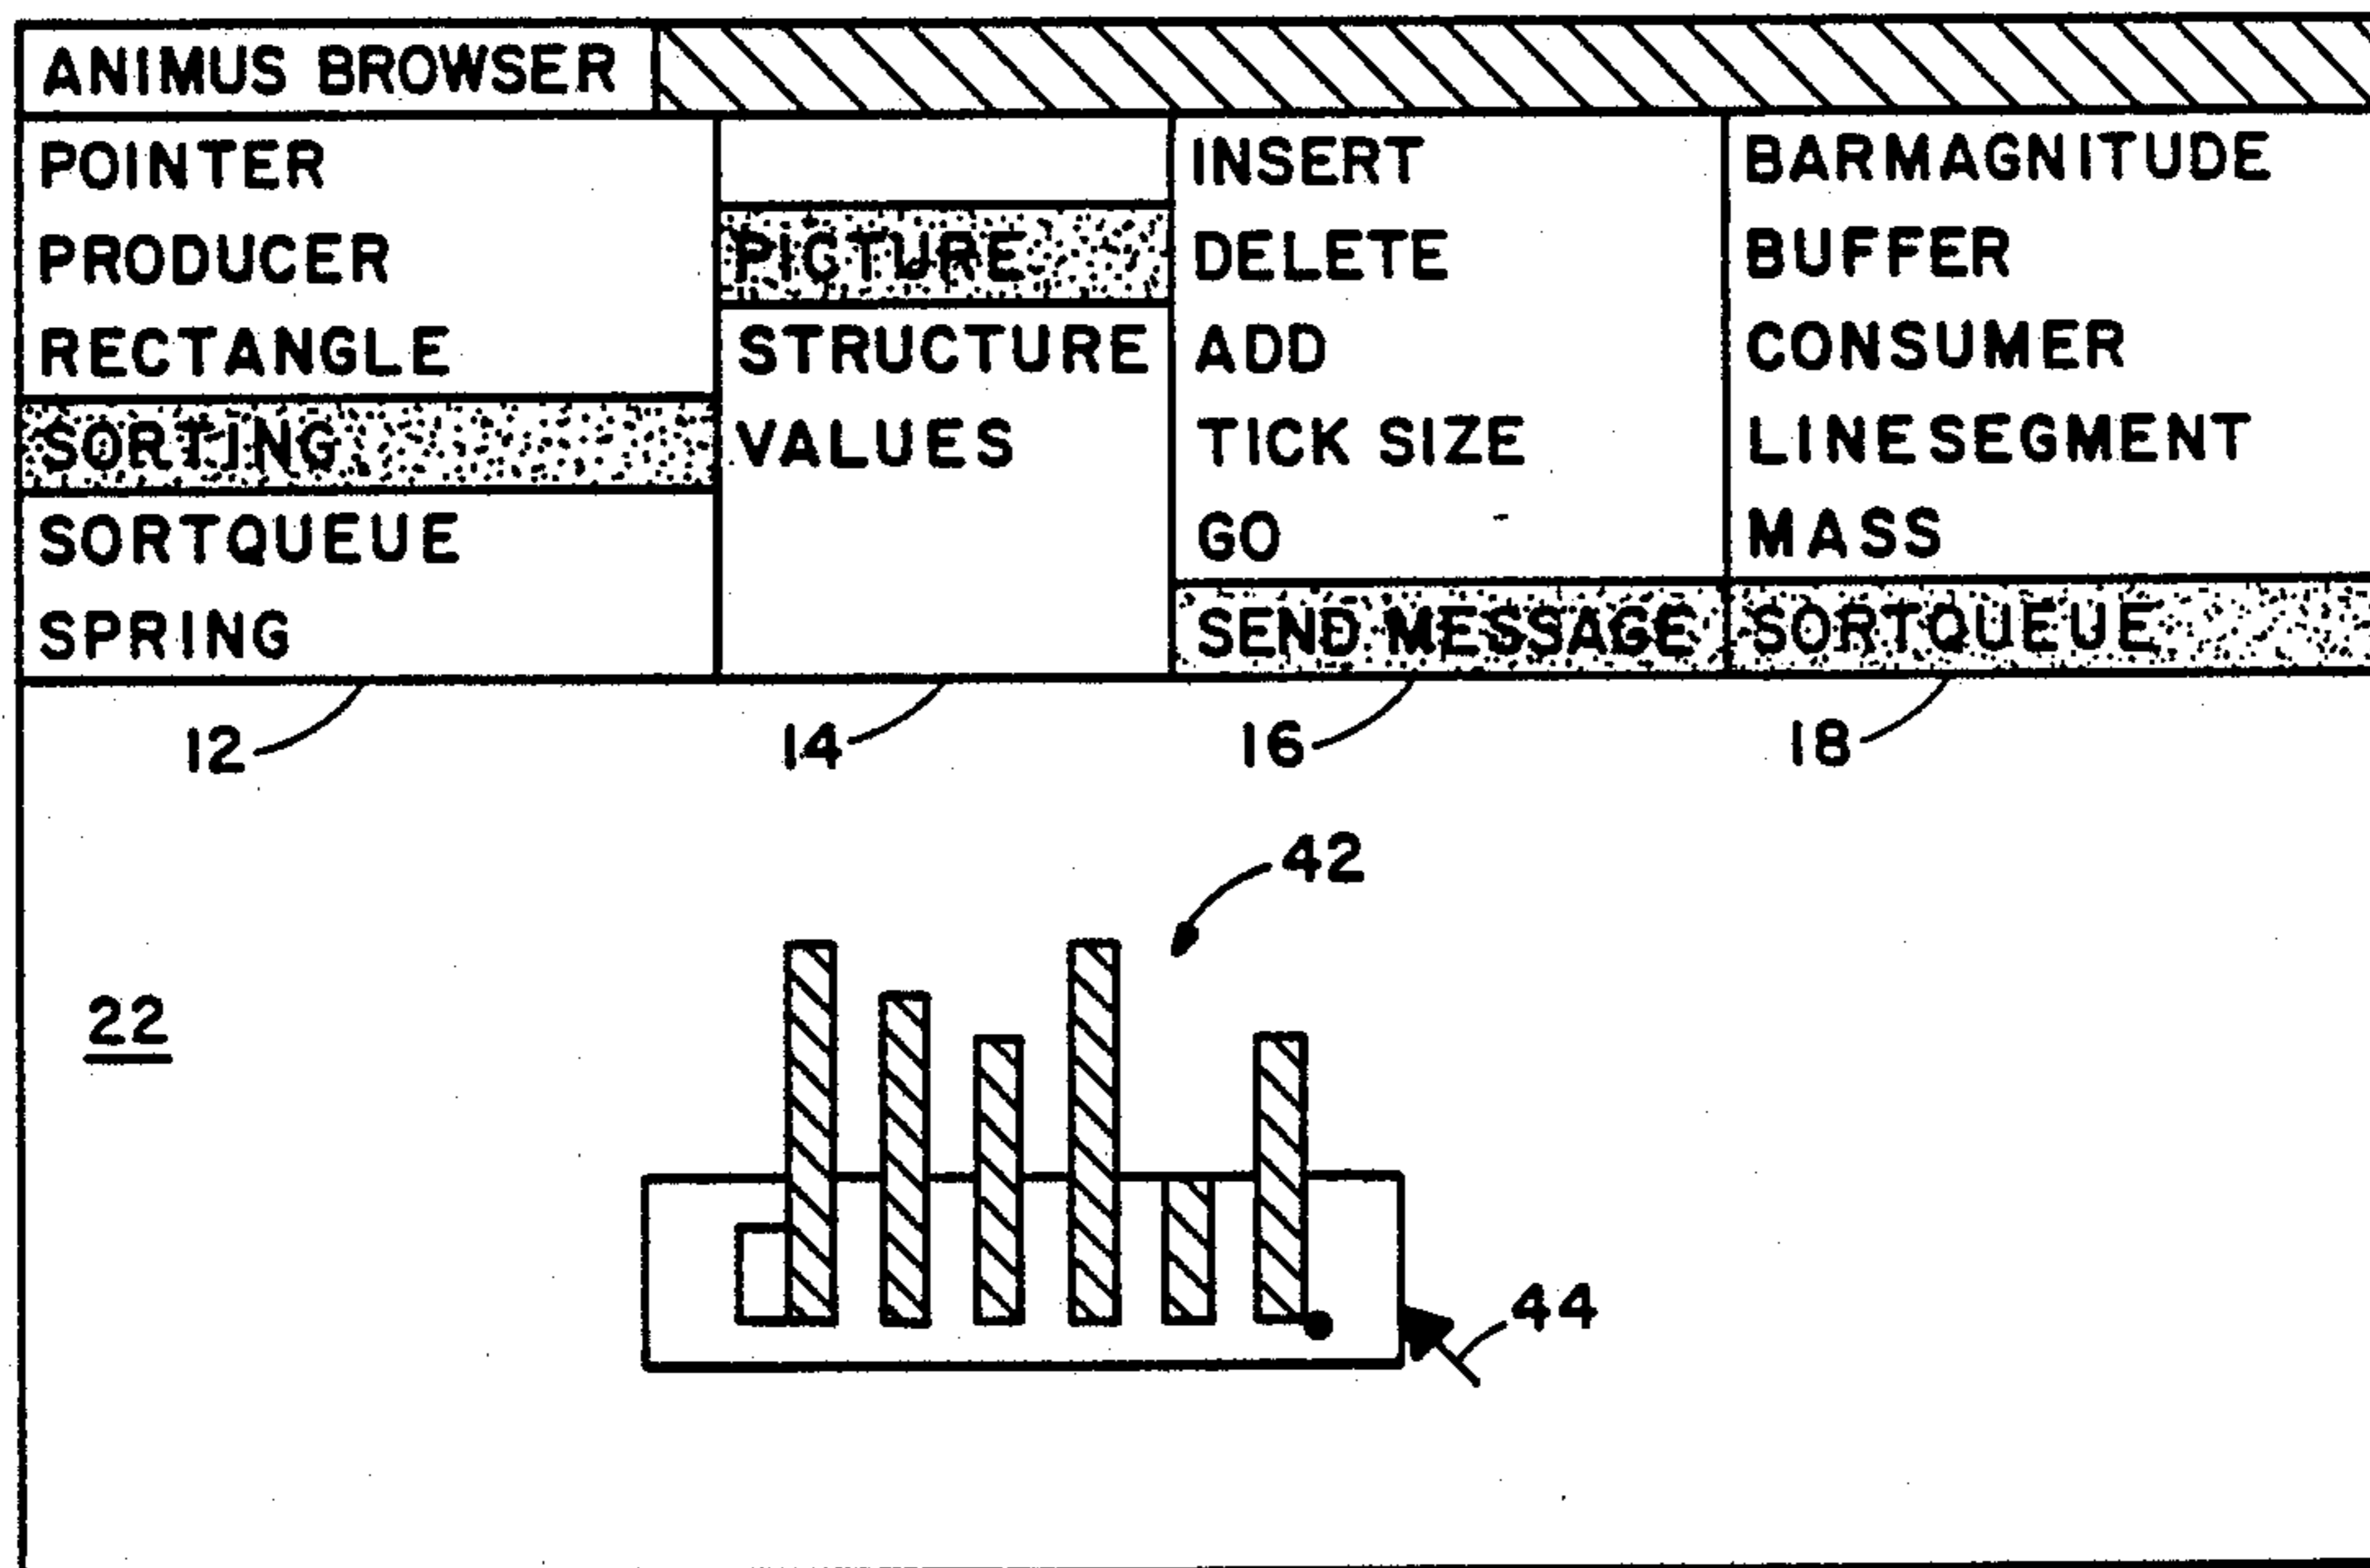 ANIMUS BROWSER
POINTER
PRODUCER
RECTANGLE
SORTING
SORTQUEUE
SPRING
PICTURE
STRUCTURE
VALUES
INSERT
DELETE
ADD
TICK SIZE
GO
SEND MESSAGE
BARMAGNITUDE
BUFFER
CONSUMER
LINESEGMENT
MASS
SORTQUEUE
12
14
16
18
42
22
44